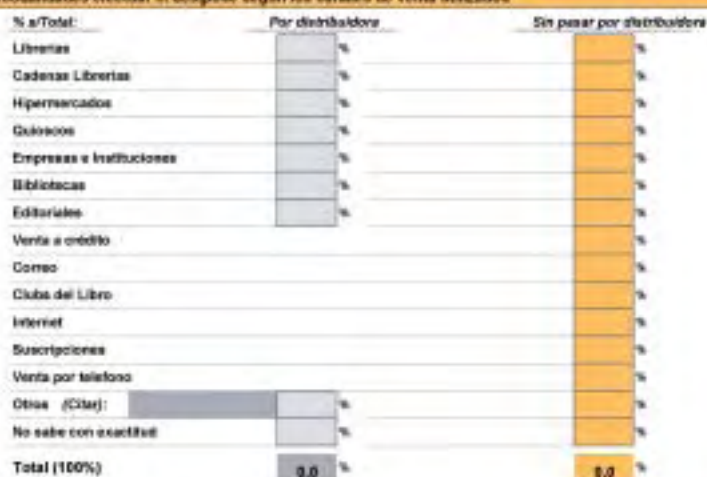 % s/Total: Por distribuidora Sin pasar por distribuidora
Librerías % %
Cadenas Librerías % %
Hipermercados % %
Quioscos % %
Empresas e Instituciones % %
Bibliotecas % %
Editoriales % %
Venta a crédito %
Correo %
Clubs del Libro %
Internet %
Suscripciones %
Venta por teléfono %
Otros (Citar): % %
No sabe con exactitud % %
Total (100%) 0.0 % 0.0 %